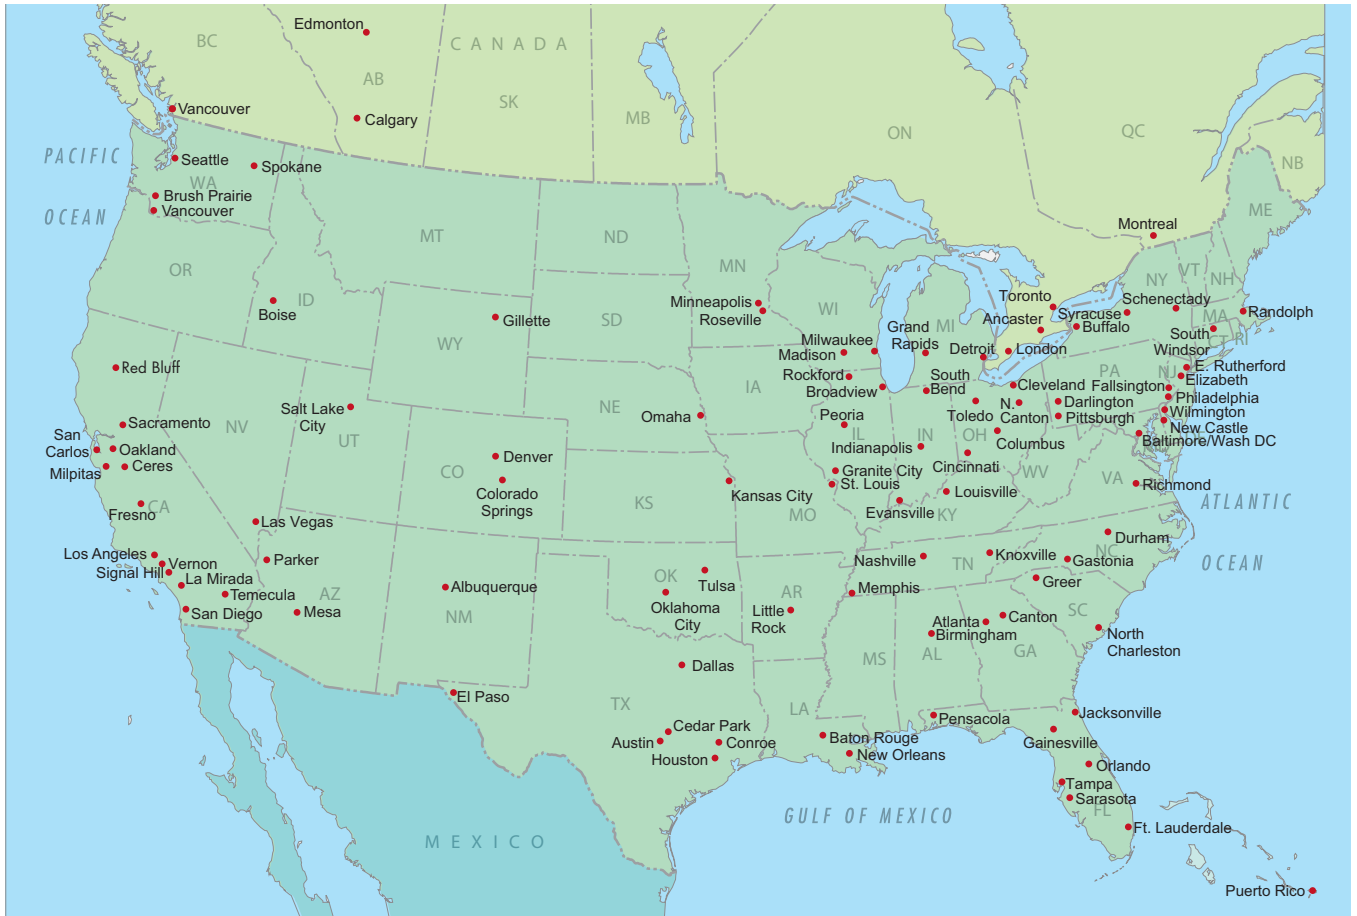 Edmonton
CANADA
BC
AB
SK
MB
ON
QC
NB
Vancouver
Calgary
PACIFIC
OCEAN
Seattle
Spokane
WA
Brush Prairie
Vancouver
Montreal
ME
MT
ND
MN
OR
ID
Boise
Gillette
SD
WY
Minneapolis
Roseville
WI
MI
Toronto
Ancaster
London
NY
VT
NH
Syracuse
Schenectady
Buffalo
MA
Randolph
CT
RI
South
Windsor
Milwaukee
Madison
Grand
Rapids
Detroit
Rockford
Broadview
South
Bend
Red Bluff
IA
NE
Omaha
Salt Lake
City
NV
UT
Sacramento
San
Carlos
Oakland
Milpitas
Ceres
Fresno
CA
PA
NJ
E. Rutherford
Elizabeth
Fallsington
Philadelphia
Wilmington
New Castle
Baltimore/Wash DC
Cleveland
Darlington
Pittsburgh
N.
Canton
Toledo
Columbus
Peoria
IL
IN
OH
Indianapolis
Cincinnati
Granite City
St. Louis
Louisville
Evansville
KY
WV
VA
Richmond
ATLANTIC
OCEAN
CO
Denver
Colorado
Springs
KS
Kansas City
MO
Las Vegas
Los Angeles
Vernon
Signal Hill
La Mirada
Temecula
San Diego
Parker
Mesa
AZ
Albuquerque
NM
OK
Tulsa
Oklahoma
City
AR
Little
Rock
Nashville
TN
Knoxville
Memphis
Durham
NC
Gastonia
Greer
SC
Atlanta
Canton
Birmingham
North
Charleston
MS
AL
GA
Dallas
El Paso
TX
LA
Cedar Park
Austin
Conroe
Houston
Baton Rouge
New Orleans
Pensacola
Jacksonville
Gainesville
Orlando
Tampa
Sarasota
FL
Ft. Lauderdale
GULF OF MEXICO
MEXICO
Puerto Rico